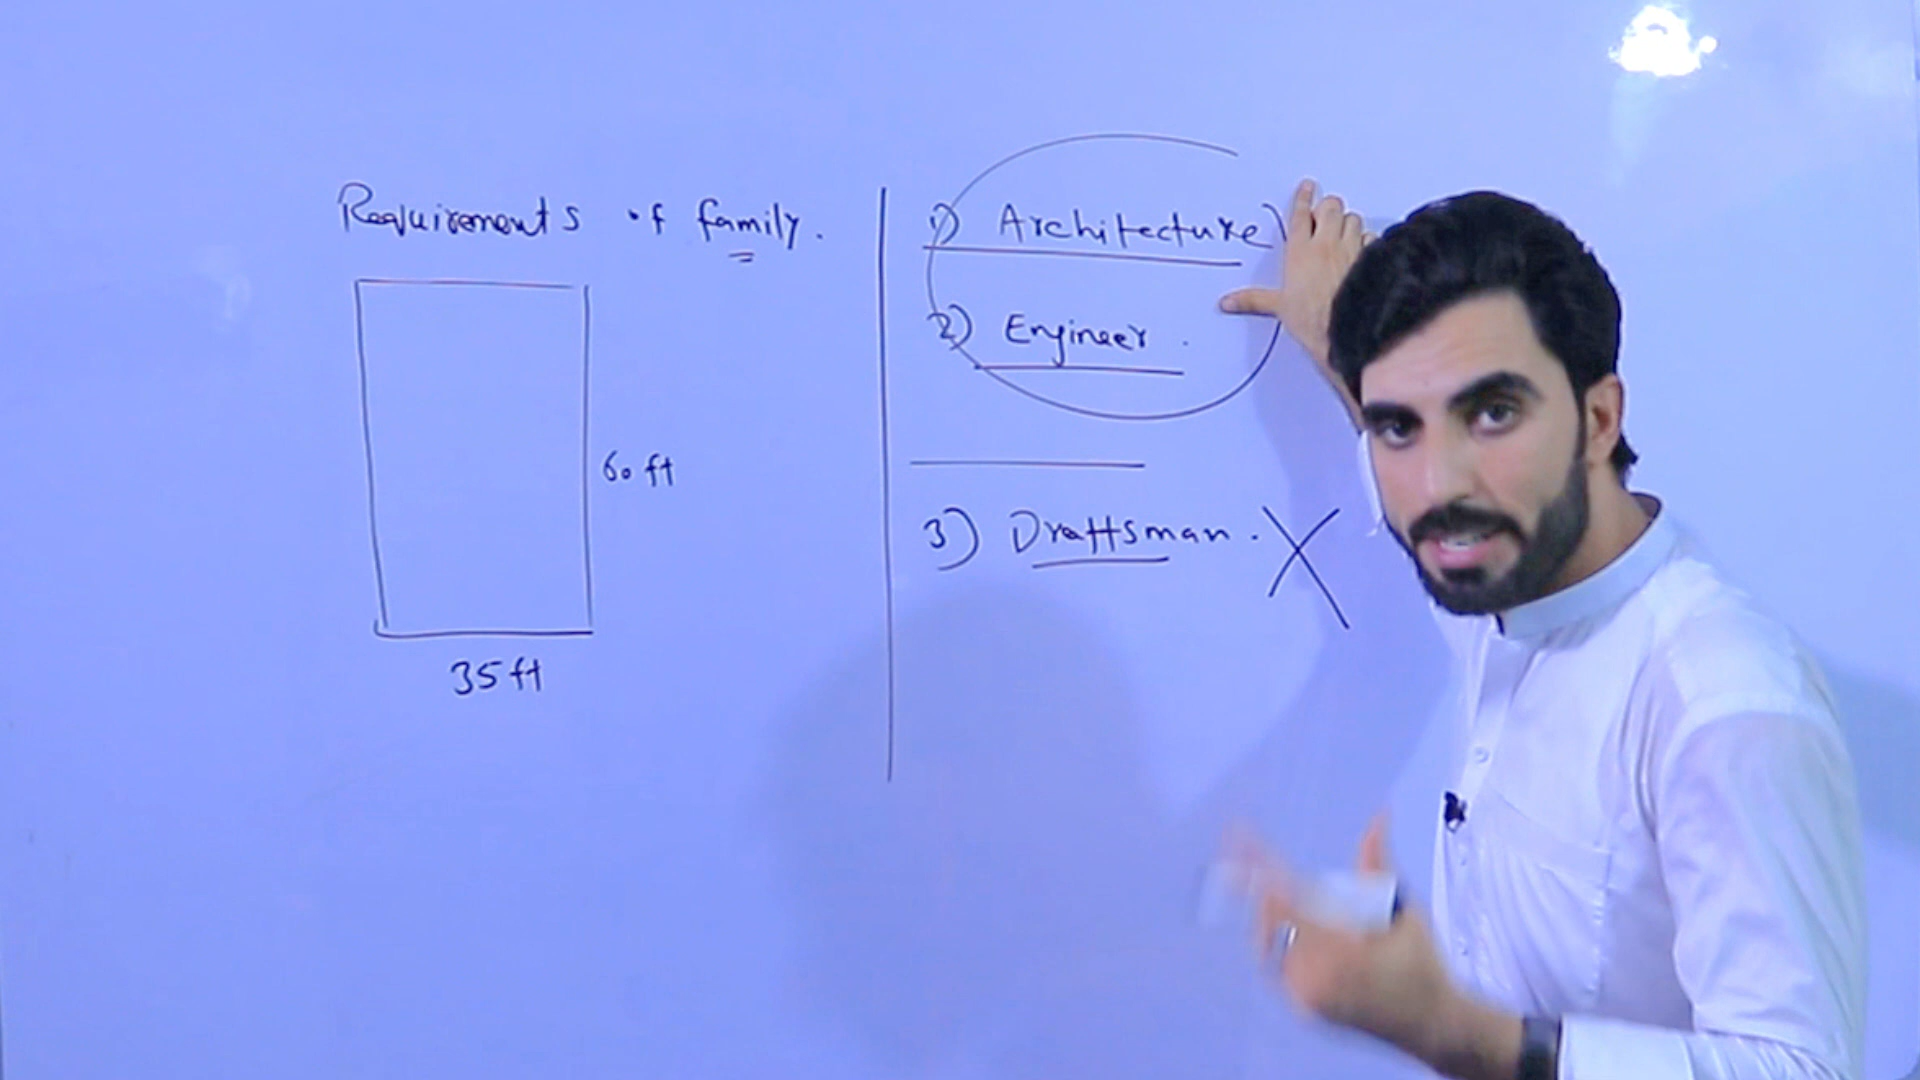 Requirements of family.
60 ft
35 ft
1) Architecture
2) Engineer.
3) Draftsman.